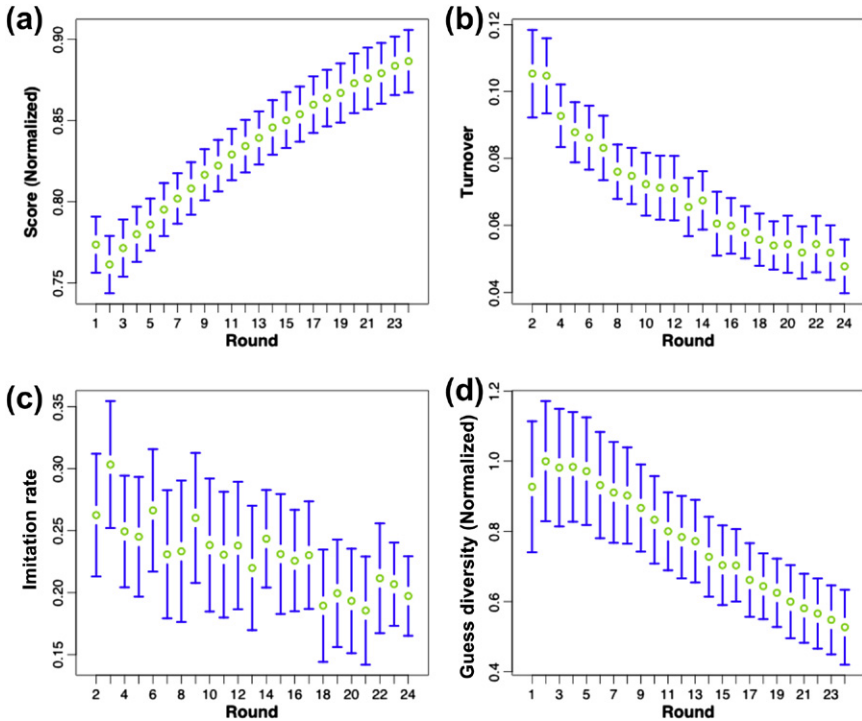 (a)
Score (Normalized)
0.90
0.85
0.80
0.75
1 3 5 7 9 11 13 15 17 19 21 23
Round
(b)
Turnover
0.12
0.10
0.08
0.06
0.04
2 4 6 8 10 12 14 16 18 20 22 24
Round
(c)
Imitation rate
0.35
0.30
0.25
0.20
0.15
2 4 6 8 10 12 14 16 18 20 22 24
Round
(d)
Guess diversity (Normalized)
1.2
1.0
0.8
0.6
0.4
1 3 5 7 9 11 13 15 17 19 21 23
Round